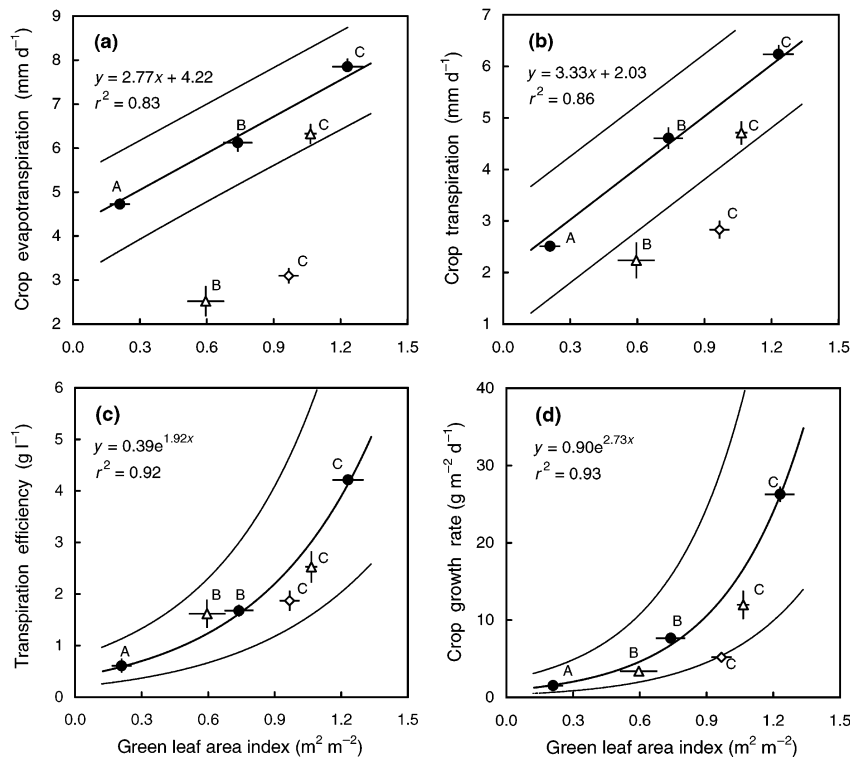 (a)
y = 2.77x + 4.22
r² = 0.83
Crop evapotranspiration (mm d⁻¹)
9
8
7
6
5
4
3
2
0.0 0.3 0.6 0.9 1.2 1.5
A
B
C
C
B
C
(b)
y = 3.33x + 2.03
r² = 0.86
Crop transpiration (mm d⁻¹)
7
6
5
4
3
2
1
0.0 0.3 0.6 0.9 1.2 1.5
C
B
C
A
B
C
(c)
y = 0.39e^1.92x
r² = 0.92
Transpiration efficiency (g l⁻¹)
6
5
4
3
2
1
0
0.0 0.3 0.6 0.9 1.2 1.5
C
C
B B
C
A
Green leaf area index (m² m⁻²)
(d)
y = 0.90e^2.73x
r² = 0.93
Crop growth rate (g m⁻² d⁻¹)
40
30
20
10
0
0.0 0.3 0.6 0.9 1.2 1.5
C
C
B
B
C
A
Green leaf area index (m² m⁻²)